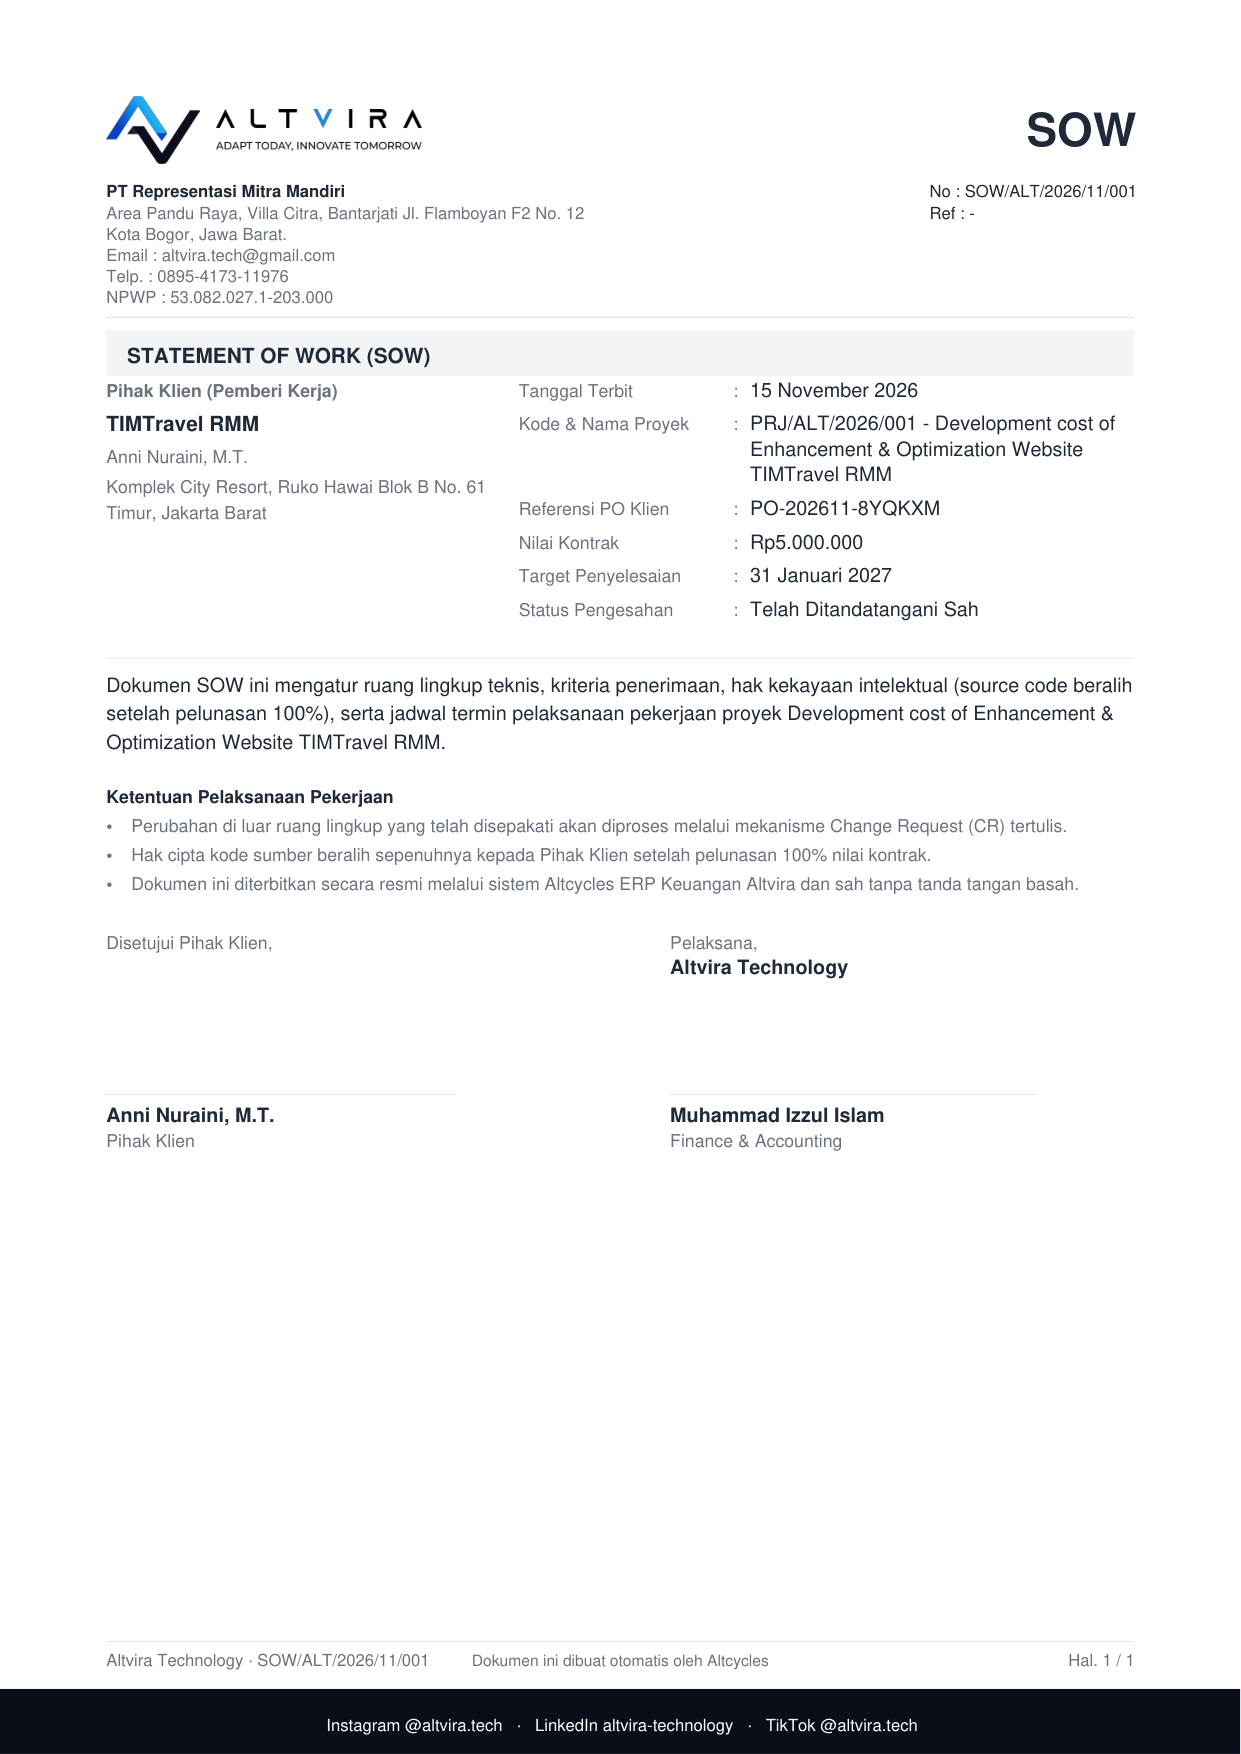 ALTVIRA
ADAPT TODAY, INNOVATE TOMORROW
SOW
PT Representasi Mitra Mandiri
Area Pandu Raya, Villa Citra, Bantarjati Jl. Flamboyan F2 No. 12
Kota Bogor, Jawa Barat.
Email : altvira.tech@gmail.com
Telp. : 0895-4173-11976
NPWP : 53.082.027.1-203.000
No : SOW/ALT/2026/11/001
Ref : -
STATEMENT OF WORK (SOW)
Pihak Klien (Pemberi Kerja)
TIMTravel RMM
Anni Nuraini, M.T.
Komplek City Resort, Ruko Hawai Blok B No. 61
Timur, Jakarta Barat
Tanggal Terbit : 15 November 2026
Kode & Nama Proyek : PRJ/ALT/2026/001 - Development cost of
Enhancement & Optimization Website
TIMTravel RMM
Referensi PO Klien : PO-202611-8YQKXM
Nilai Kontrak : Rp5.000.000
Target Penyelesaian : 31 Januari 2027
Status Pengesahan : Telah Ditandatangani Sah
Dokumen SOW ini mengatur ruang lingkup teknis, kriteria penerimaan, hak kekayaan intelektual (source code beralih
setelah pelunasan 100%), serta jadwal termin pelaksanaan pekerjaan proyek Development cost of Enhancement &
Optimization Website TIMTravel RMM.
Ketentuan Pelaksanaan Pekerjaan
• Perubahan di luar ruang lingkup yang telah disepakati akan diproses melalui mekanisme Change Request (CR) tertulis.
• Hak cipta kode sumber beralih sepenuhnya kepada Pihak Klien setelah pelunasan 100% nilai kontrak.
• Dokumen ini diterbitkan secara resmi melalui sistem Altcycles ERP Keuangan Altvira dan sah tanpa tanda tangan basah.
Disetujui Pihak Klien,
Pelaksana,
Altvira Technology
Anni Nuraini, M.T.
Pihak Klien
Muhammad Izzul Islam
Finance & Accounting
Altvira Technology · SOW/ALT/2026/11/001 Dokumen ini dibuat otomatis oleh Altcycles Hal. 1 / 1
Instagram @altvira.tech · LinkedIn altvira-technology · TikTok @altvira.tech